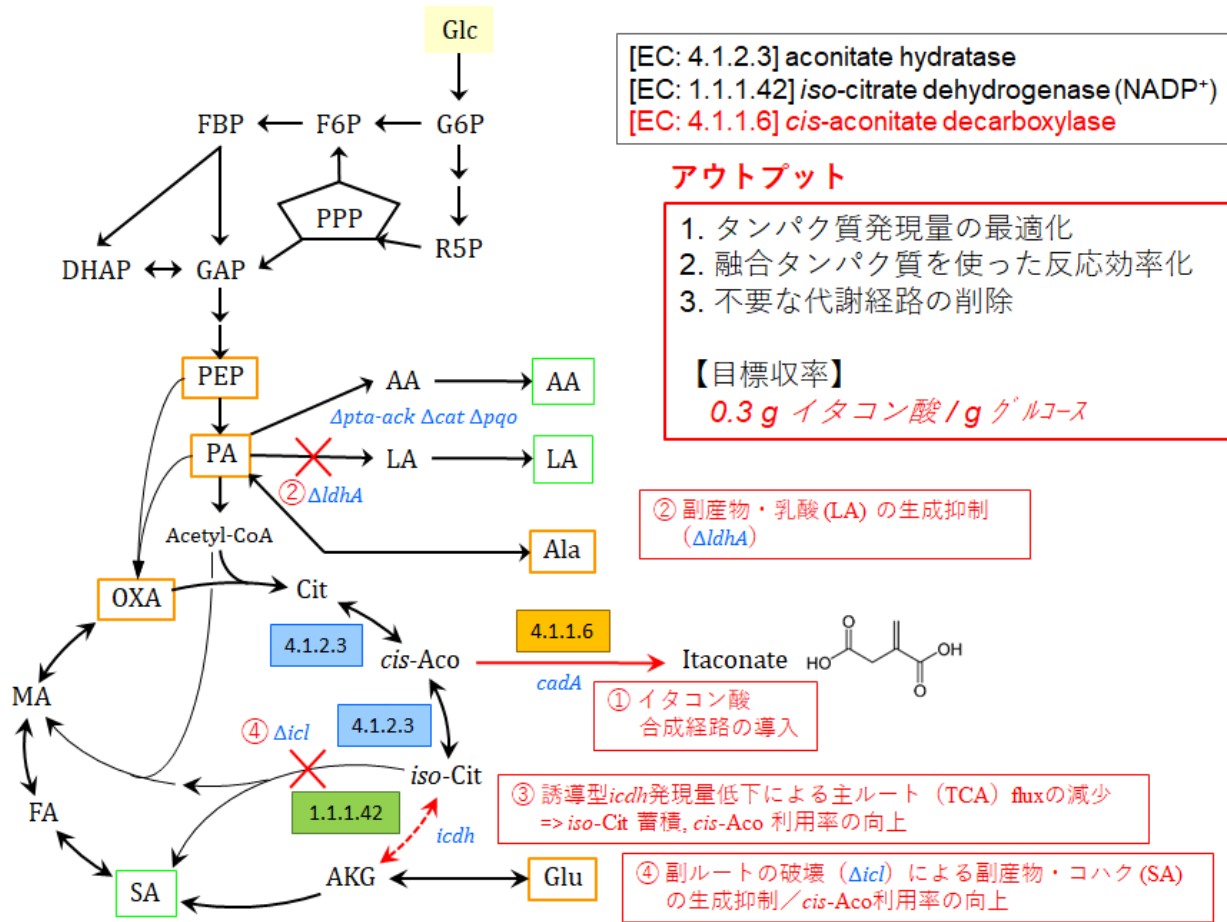 Glc
[EC: 4.1.2.3] aconitate hydratase
[EC: 1.1.1.42] iso-citrate dehydrogenase (NADP⁺)
[EC: 4.1.1.6] cis-aconitate decarboxylase
FBP
F6P
G6P
PPP
R5P
DHAP
GAP
アウトプット
1. タンパク質発現量の最適化
2. 融合タンパク質を使った反応効率化
3. 不要な代謝経路の削除
【目標収率】
0.3 g イタコン酸 / g グルコース
PEP
AA
AA
Δpta-ack Δcat Δpqo
PA
LA
LA
② ΔldhA
② 副産物・乳酸 (LA) の生成抑制
(ΔldhA)
Acetyl-CoA
Ala
OXA
Cit
4.1.2.3
4.1.1.6
cis-Aco
Itaconate
HO
O
O
OH
cadA
MA
① イタコン酸
合成経路の導入
④ Δicl
4.1.2.3
iso-Cit
③ 誘導型icdh発現量低下による主ルート（TCA）fluxの減少
=> iso-Cit 蓄積, cis-Aco 利用率の向上
FA
1.1.1.42
icdh
SA
AKG
Glu
④ 副ルートの破壊（Δicl）による副産物・コハク (SA)
の生成抑制／cis-Aco利用率の向上